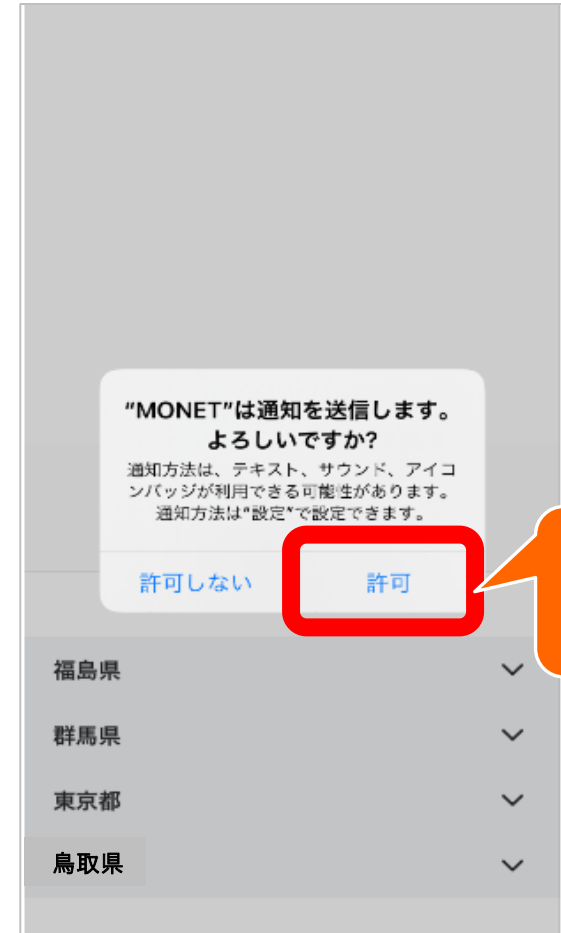 “MONET”は通知を送信します。
よろしいですか?
通知方法は、テキスト、サウンド、アイコ
ンバッジが利用できる可能性があります。
通知方法は“設定”で設定できます。
許可しない
許可
福島県
群馬県
東京都
鳥取県